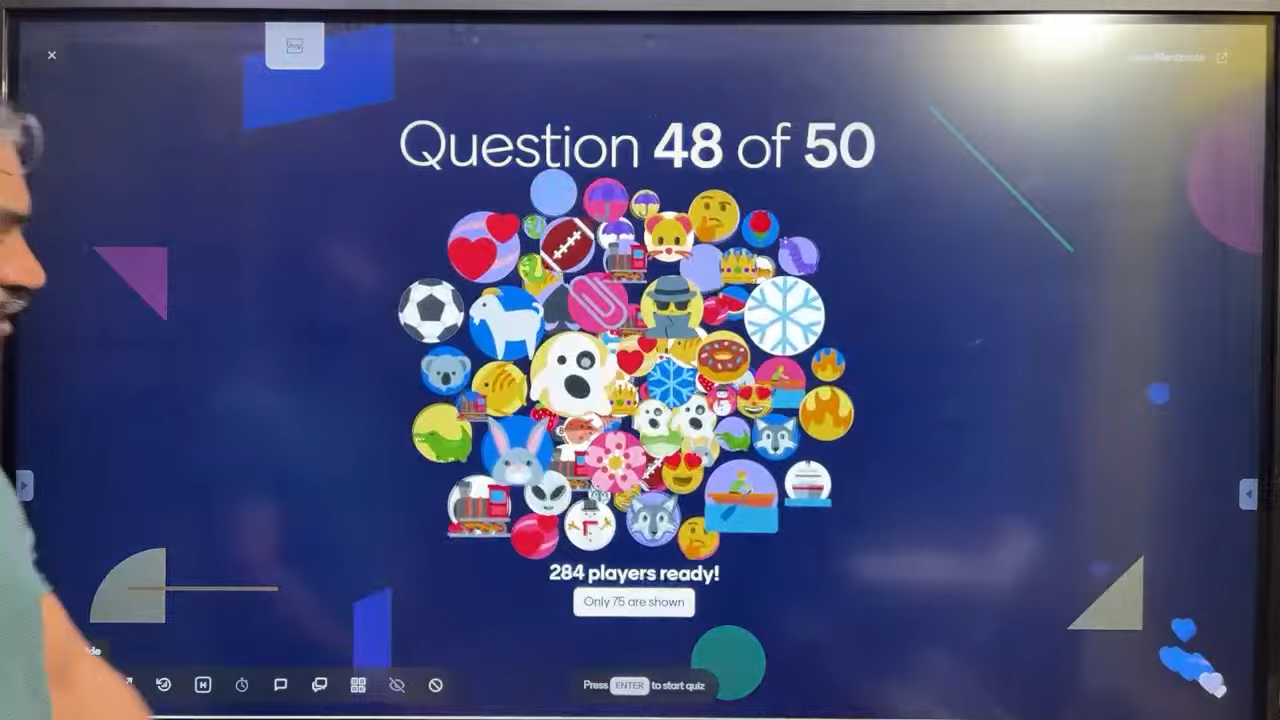 Question 48 of 50
284 players ready!
Only 75 are shown
Press ENTER to start quiz
H